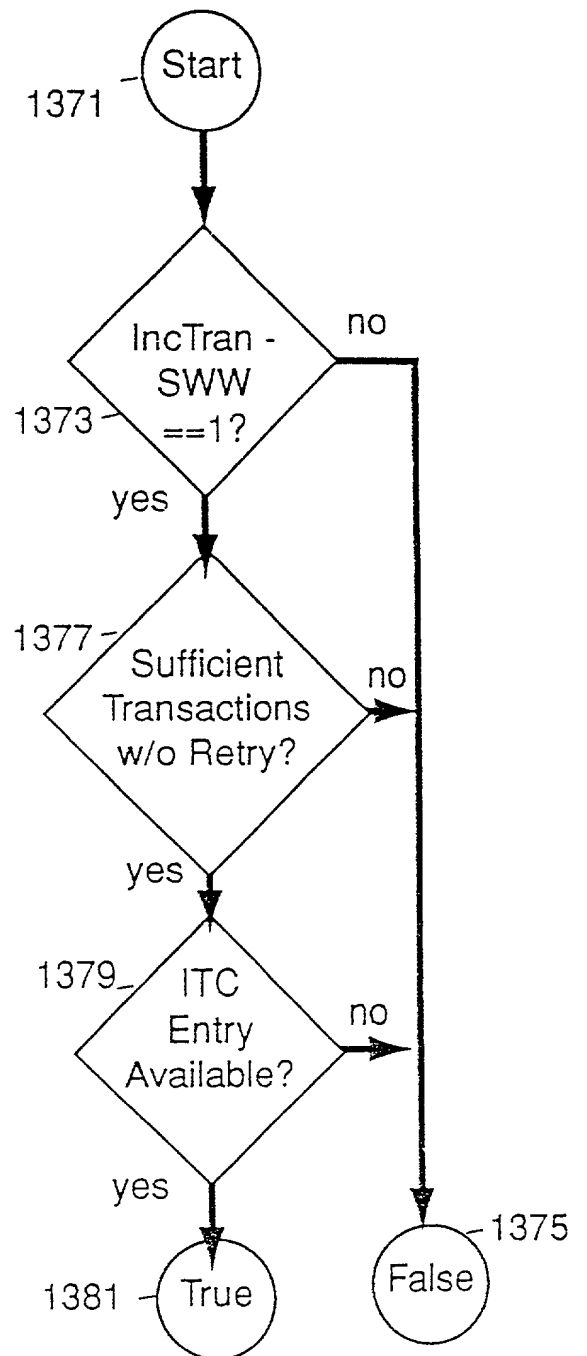 Start
1371
no
IncTran -
SWW
==1?
1373
yes
1377
Sufficient
Transactions
w/o Retry?
no
yes
1379
ITC
Entry
Available?
no
yes
1375
False
True
1381